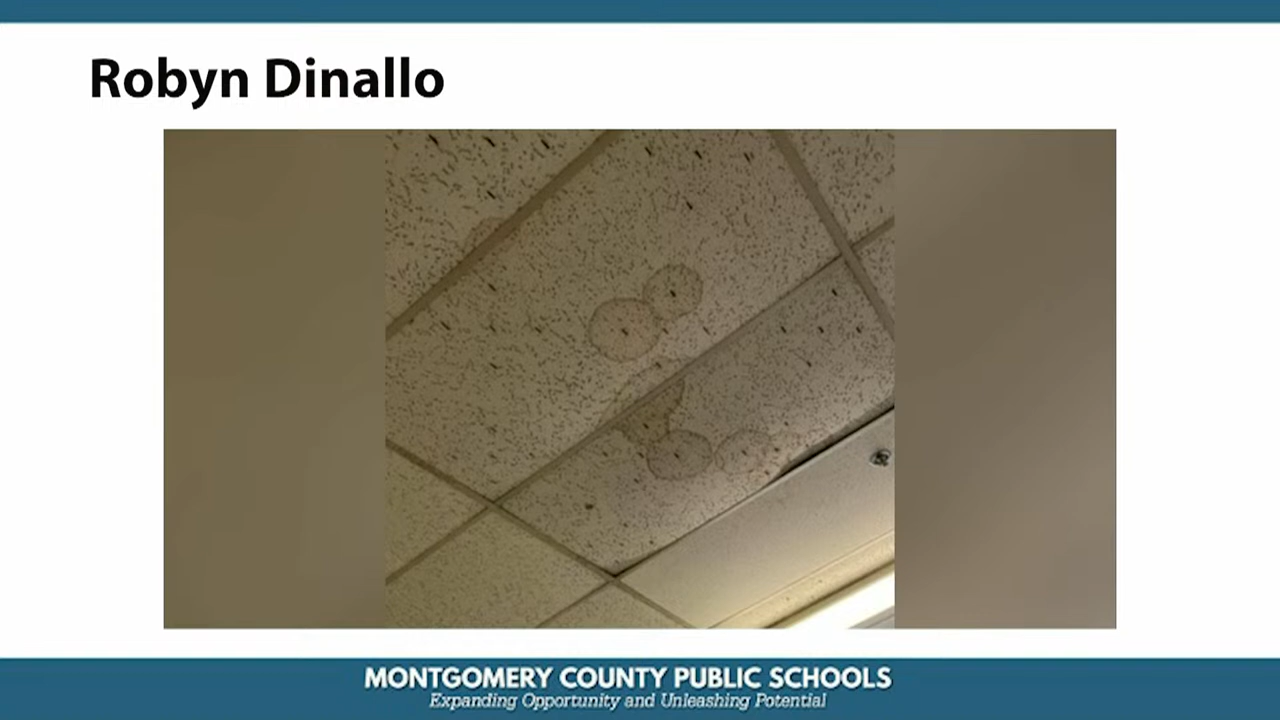 Robyn Dinallo
MONTGOMERY COUNTY PUBLIC SCHOOLS
Expanding Opportunity and Unleashing Potential